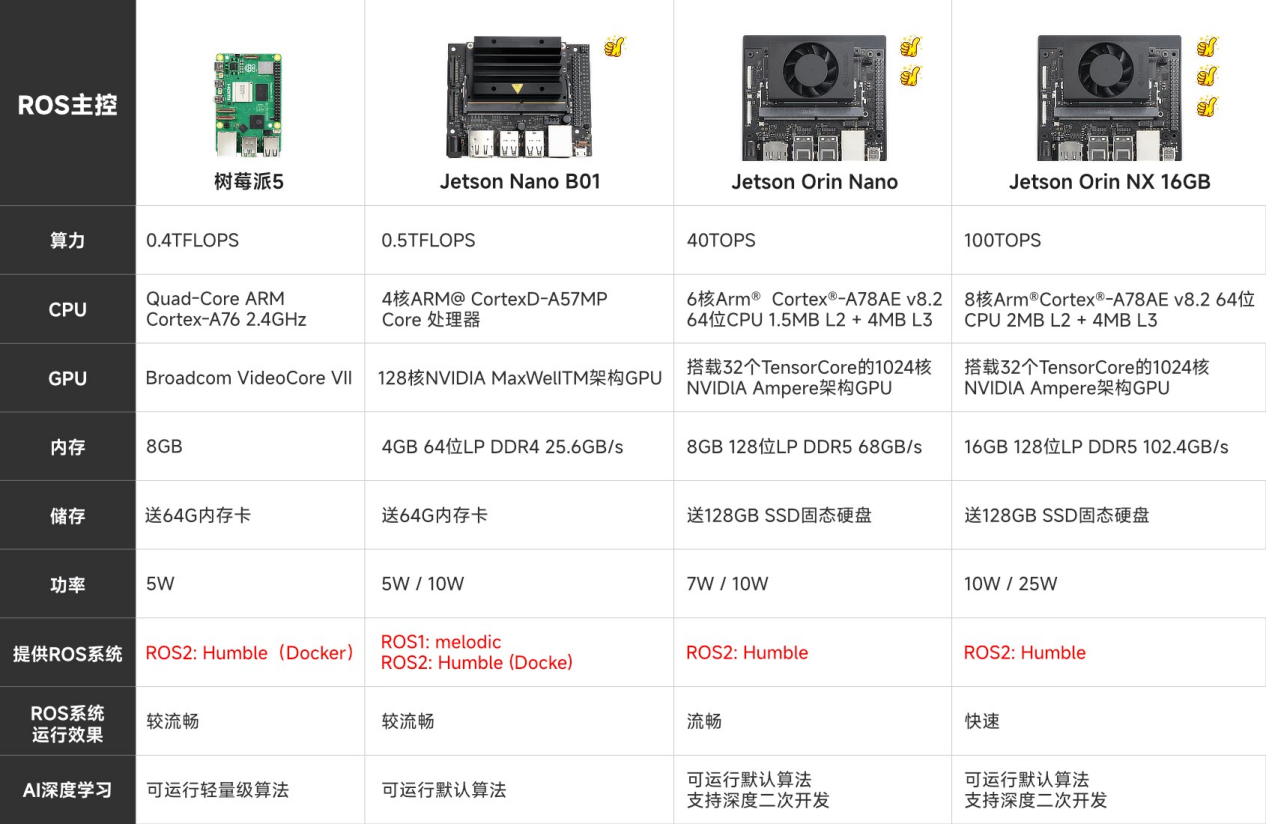 ROS主控
树莓派5
Jetson Nano B01
Jetson Orin Nano
Jetson Orin NX 16GB
算力
0.4TFLOPS
0.5TFLOPS
40TOPS
100TOPS
CPU
Quad-Core ARM
Cortex-A76 2.4GHz
4核ARM@ CortexD-A57MP
Core 处理器
6核Arm® Cortex®-A78AE v8.2
64位CPU 1.5MB L2 + 4MB L3
8核Arm®Cortex®-A78AE v8.2 64位
CPU 2MB L2 + 4MB L3
GPU
Broadcom VideoCore VII
128核NVIDIA MaxWellTM架构GPU
搭载32个TensorCore的1024核
NVIDlA Ampere架构GPU
搭载32个TensorCore的1024核
NVIDlA Ampere架构GPU
内存
8GB
4GB 64位LP DDR4 25.6GB/s
8GB 128位LP DDR5 68GB/s
16GB 128位LP DDR5 102.4GB/s
储存
送64G内存卡
送64G内存卡
送128GB SSD固态硬盘
送128GB SSD固态硬盘
功率
5W
5W / 10W
7W / 10W
10W / 25W
提供ROS系统
ROS2: Humble（Docker）
ROS1: melodic
ROS2: Humble (Docke)
ROS2: Humble
ROS2: Humble
ROS系统
运行效果
较流畅
较流畅
流畅
快速
AI深度学习
可运行轻量级算法
可运行默认算法
可运行默认算法
支持深度二次开发
可运行默认算法
支持深度二次开发